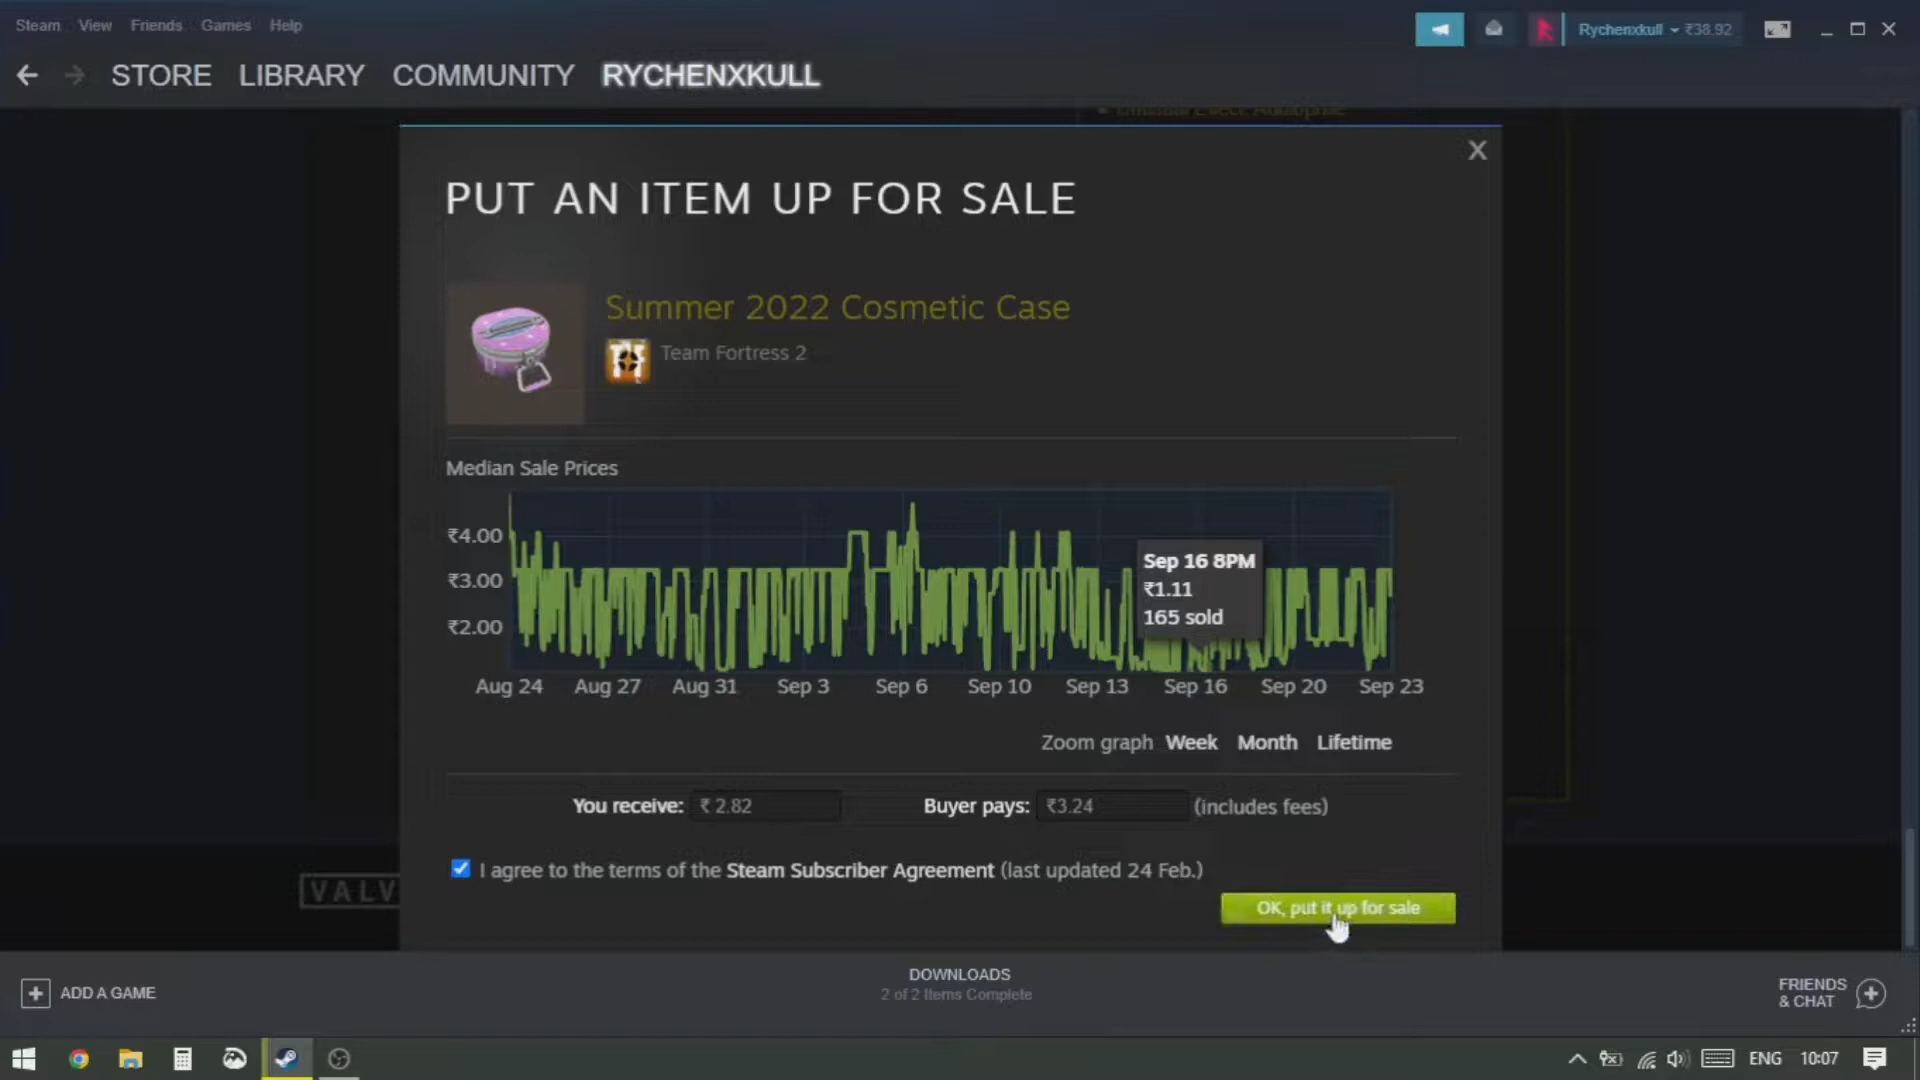 Steam View Friends Games Help
Rychenxkull ₹38.92
STORE LIBRARY COMMUNITY RYCHENXKULL
PUT AN ITEM UP FOR SALE
X
Summer 2022 Cosmetic Case
Team Fortress 2
Median Sale Prices
₹4.00
₹3.00
₹2.00
Sep 16 8PM
₹1.11
165 sold
Aug 24 Aug 27 Aug 31 Sep 3 Sep 6 Sep 10 Sep 13 Sep 16 Sep 20 Sep 23
Zoom graph Week Month Lifetime
You receive: ₹ 2.82 Buyer pays: ₹3.24 (includes fees)
I agree to the terms of the Steam Subscriber Agreement (last updated 24 Feb.)
VALV
OK, put it up for sale
ADD A GAME
DOWNLOADS
2 of 2 Items Complete
FRIENDS
& CHAT
ENG 10:07